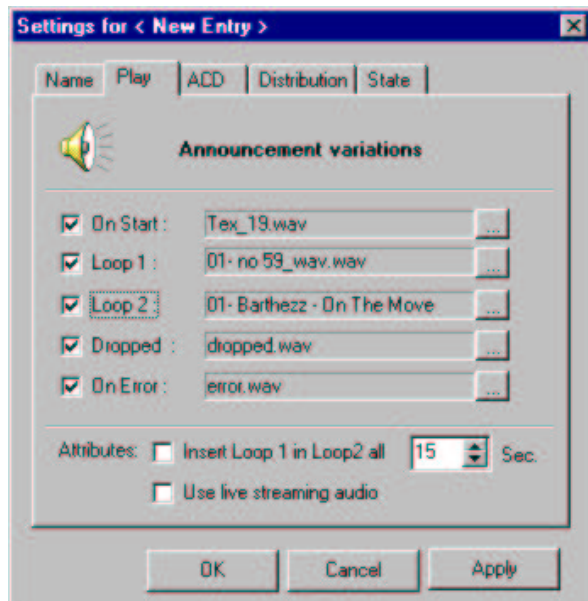 Settings for < New Entry >
Name Play ACD Distribution State
Announcement variations
On Start : Tex_19.wav ...
Loop 1 : 01- no 59_wav.wav ...
Loop 2 : 01- Barthezz - On The Move ...
Dropped : dropped.wav ...
On Error : error.wav ...
Attributes: Insert Loop 1 in Loop2 all 15 Sec.
Use live streaming audio
OK Cancel Apply